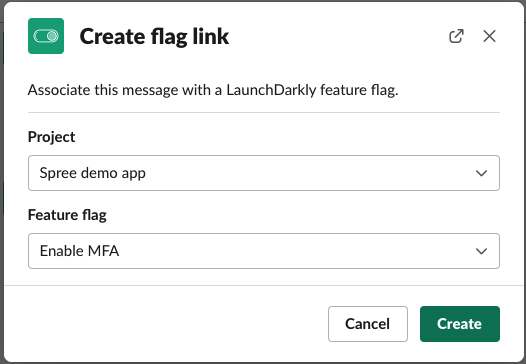 Create flag link
Associate this message with a LaunchDarkly feature flag.
Project
Spree demo app
Feature flag
Enable MFA
Cancel
Create